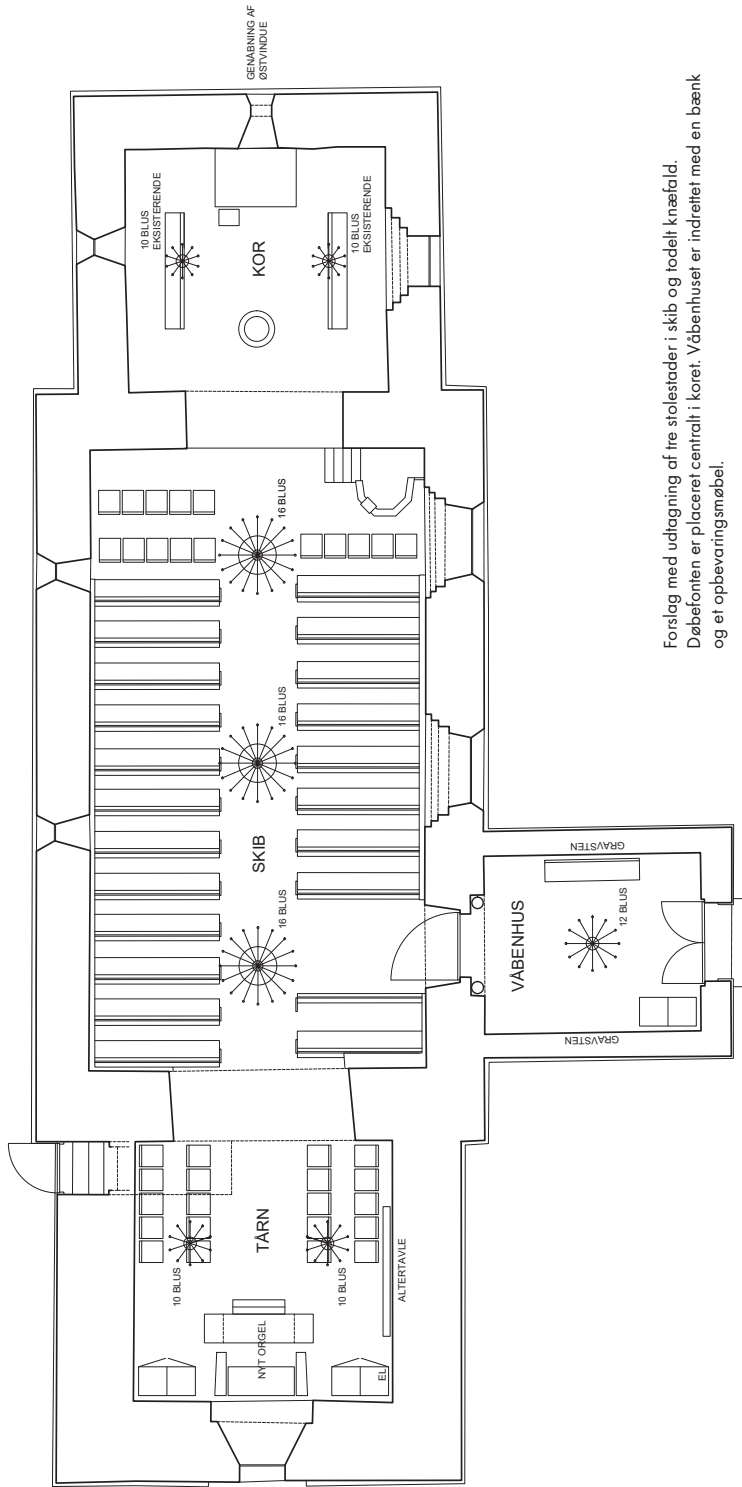 GENÅBNING AF
ØSTVINDUE
10 BLUS
EKSISTERENDE
KOR
10 BLUS
EKSISTERENDE
16 BLUS
16 BLUS
SKIB
16 BLUS
GRAVSTEN
VÅBENHUS
12 BLUS
GRAVSTEN
TÅRN
10 BLUS
10 BLUS
ALTERTAVLE
NYT ORGEL
EL
Forslag med udtagning af tre stolestader i skib og todelt knæfald.
Døbefonten er placeret centralt i koret. Våbenhuset er indrettet med en bænk
og et opbevaringsmøbel.